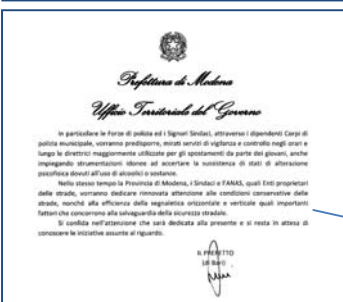 Prefettura di Modena
Ufficio Territoriale del Governo
In particolare le Forze di polizia ed i Signori Sindaci, attraverso i dipendenti Corpi di
polizia municipale, vorranno predisporre, mirati servizi di vigilanza e controllo negli orari e
lungo le direttrici maggiormente utilizzate per gli spostamenti da parte dei giovani, anche
impiegando strumentazioni idonee ad accertare la sussistenza di stati di alterazione
psicofisica dovuti all'uso di alcoolici o sostanze.
Nello stesso tempo la Provincia di Modena, i Sindaci e l'ANAS, quali Enti proprietari
delle strade, vorranno dedicare rinnovata attenzione alle condizioni conservative delle
strade, nonché alla efficienza della segnaletica orizzontale e verticale quali importanti
fattori che concorrono alla salvaguardia della sicurezza stradale.
Si confida nell'attenzione che sarà dedicata alla presente e si resta in attesa di
conoscere le iniziative assunte al riguardo.
IL PREFETTO
(di Bari)